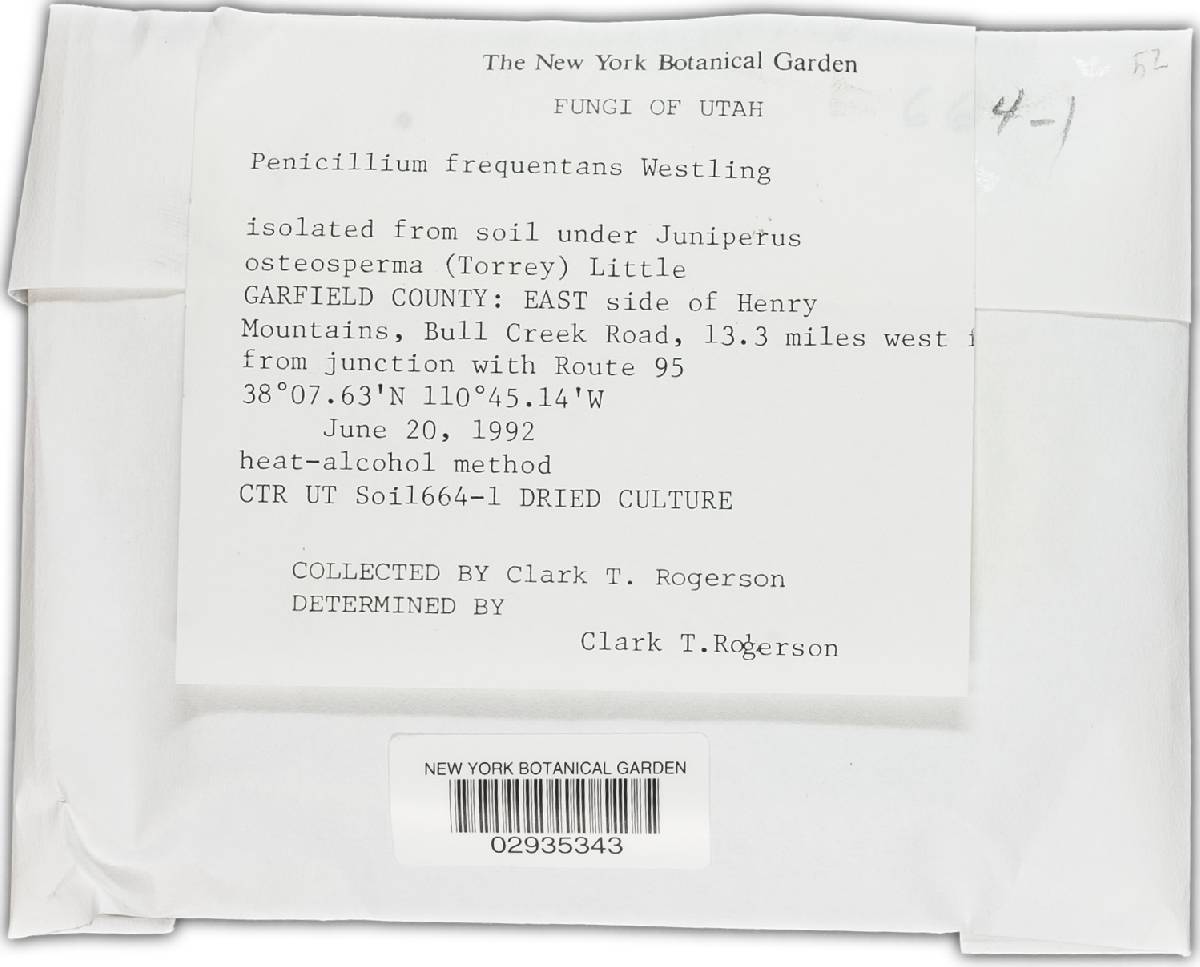 The New York Botanical Garden
FUNGI OF UTAH
52
4-1
Penicillium frequentans Westling
isolated from soil under Juniperus
osteosperma (Torrey) Little
GARFIELD COUNTY: EAST side of Henry
Mountains, Bull Creek Road, 13.3 miles west
from junction with Route 95
38°07.63'N 110°45.14'W
June 20, 1992
heat-alcohol method
CTR UT Soil664-1 DRIED CULTURE
COLLECTED BY Clark T. Rogerson
DETERMINED BY
Clark T.Rogerson
NEW YORK BOTANICAL GARDEN
02935343